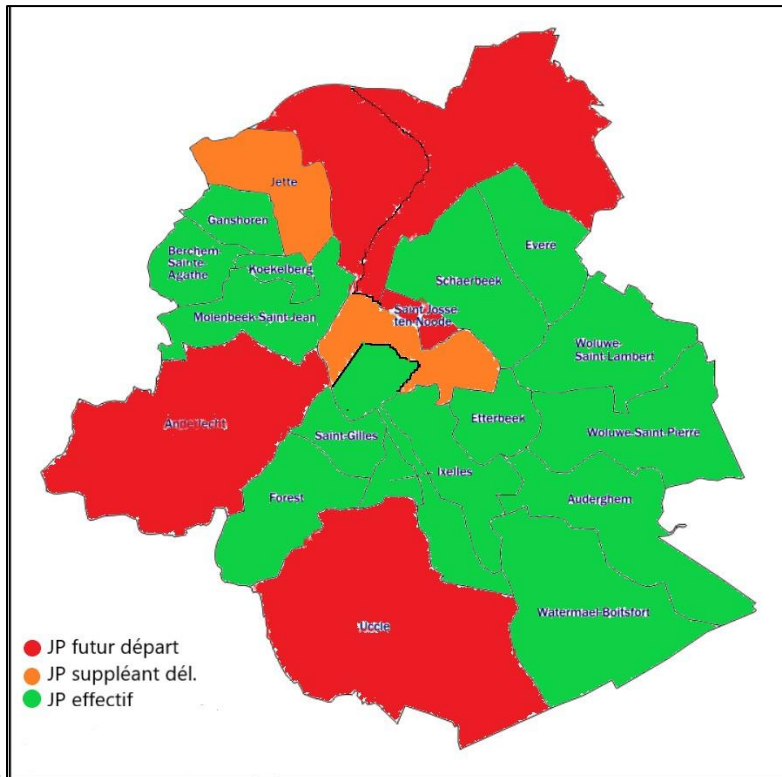 Jette
Ganshoren
Berchem-
Sainte
Agathe
Koekelberg
Molenbeek-Saint-Jean
Evere
Schaerbeek
Saint-Josse
ten-Noode
Woluwe-
Saint-Lambert
Anderlecht
Etterbeek
Woluwe-Saint-Pierre
Saint-Gilles
Ixelles
Forest
Auderghem
Watermael-Boitsfort
Uccle
JP futur départ
JP suppléant dél.
JP effectif